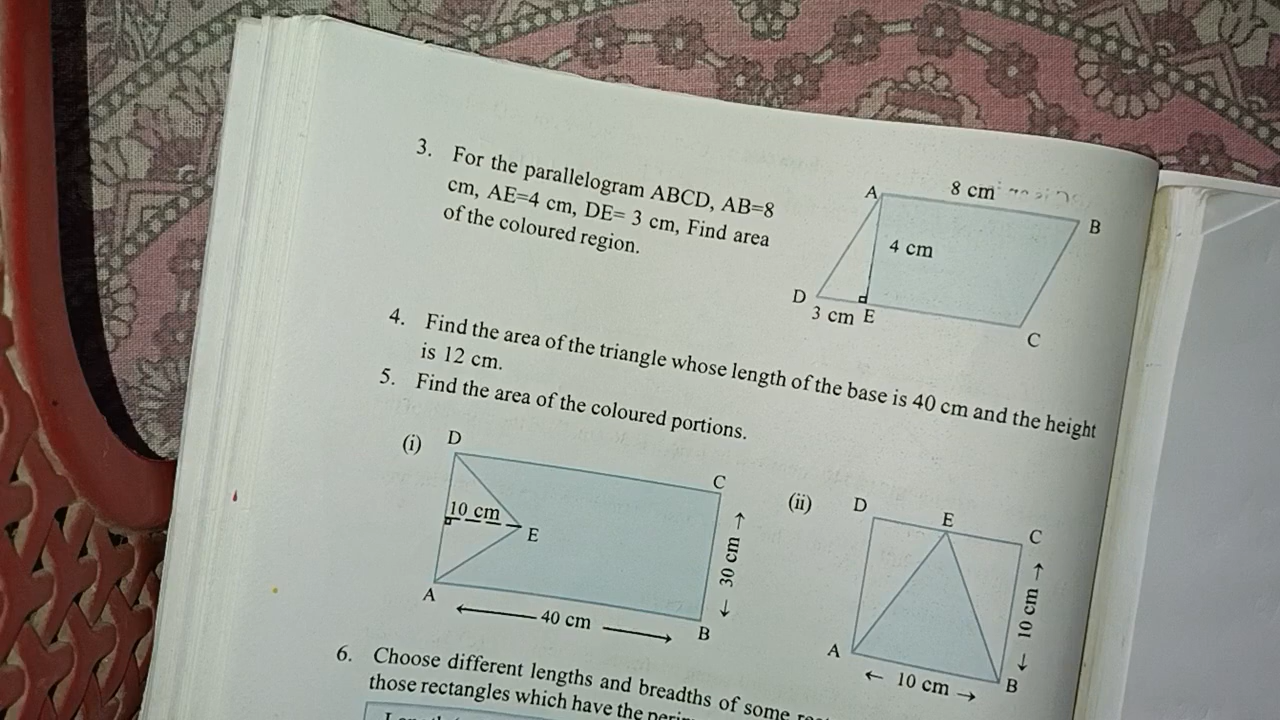 3. For the parallelogram ABCD, AB=8
cm, AE=4 cm, DE= 3 cm, Find area
of the coloured region.
A
8 cm
B
4 cm
D
3 cm
E
C
4. Find the area of the triangle whose length of the base is 40 cm and the height
is 12 cm.
5. Find the area of the coloured portions.
(i)
D
C
10 cm
E
30 cm
A
40 cm
B
(ii)
D
E
C
10 cm
A
10 cm
B
6. Choose different lengths and breadths of some
those rectangles which have the